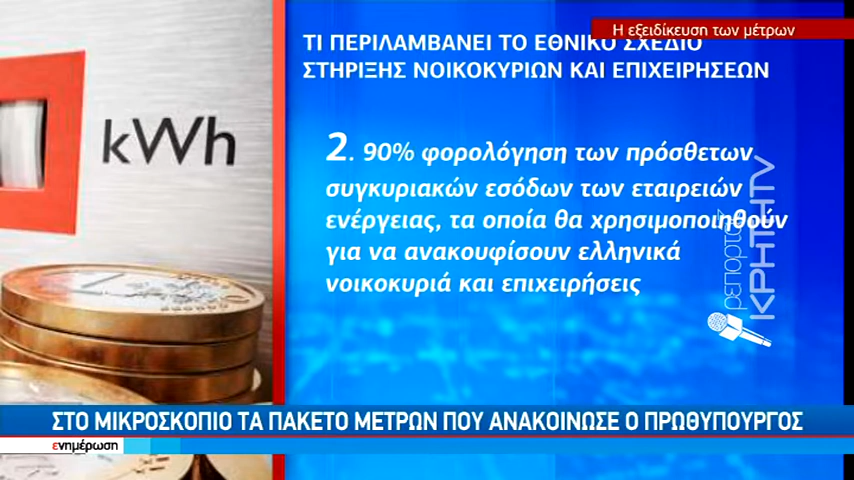 Η εξειδίκευση των μέτρων
ΤΙ ΠΕΡΙΛΑΜΒΑΝΕΙ ΤΟ ΕΘΝΙΚΟ ΣΧΕΔΙΟ
ΣΤΗΡΙΞΗΣ ΝΟΙΚΟΚΥΡΙΩΝ ΚΑΙ ΕΠΙΧΕΙΡΗΣΕΩΝ
kWh
2. 90% φορολόγηση των πρόσθετων
συγκυριακών εσόδων των εταιρειών
ενέργειας, τα οποία θα χρησιμοποιηθούν
για να ανακουφίσουν ελληνικά
νοικοκυριά και επιχειρήσεις
ρεπορτάζ
ΚΡΗΤΗ TV
ΣΤΟ ΜΙΚΡΟΣΚΟΠΙΟ ΤΑ ΠΑΚΕΤΟ ΜΕΤΡΩΝ ΠΟΥ ΑΝΑΚΟΙΝΩΣΕ Ο ΠΡΩΘΥΠΟΥΡΓΟΣ
ενημέρωση